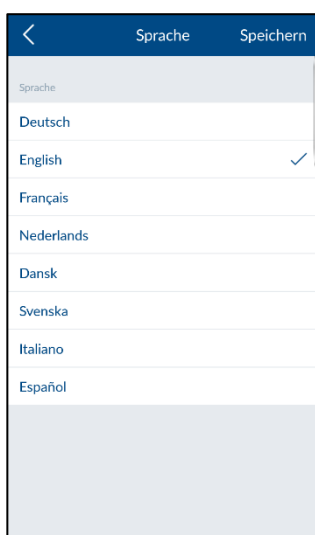 Sprache Speichern
Sprache
Deutsch
English
Français
Nederlands
Dansk
Svenska
Italiano
Español